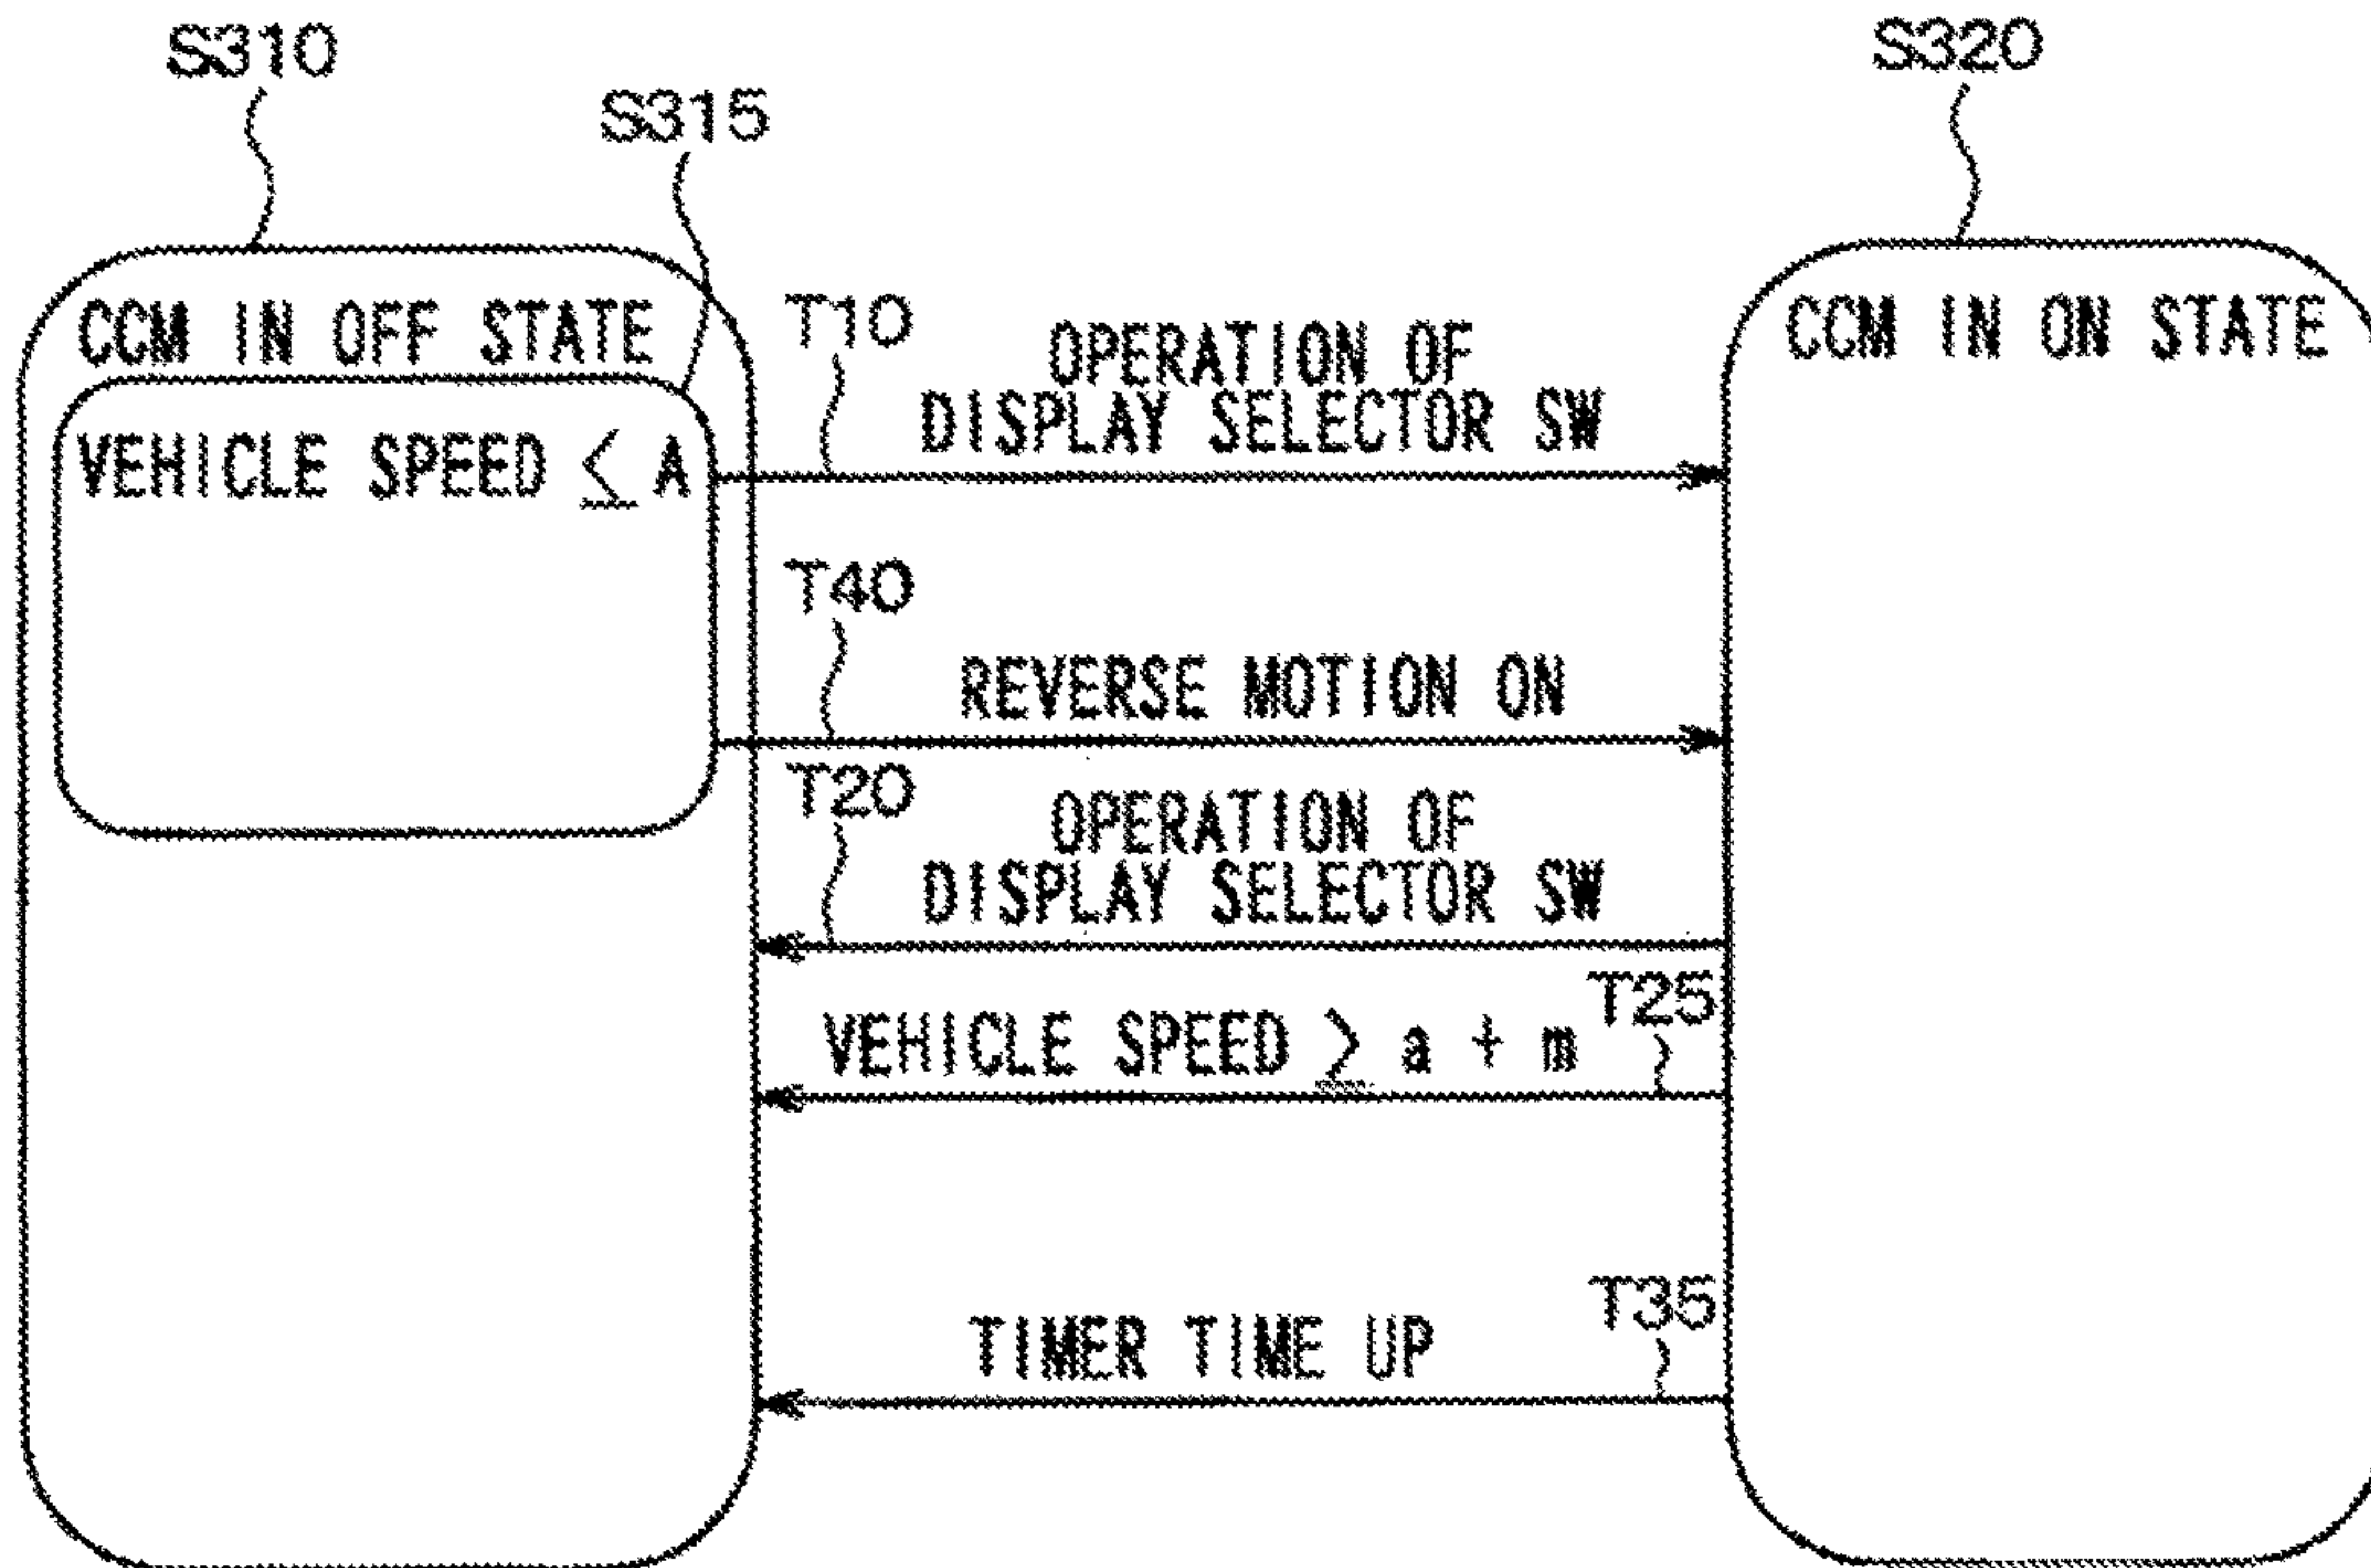 S310
S315
S320
CCM IN OFF STATE
VEHICLE SPEED ≤ A
T10
OPERATION OF
DISPLAY SELECTOR SW
CCM IN ON STATE
T40
REVERSE MOTION ON
T20
OPERATION OF
DISPLAY SELECTOR SW
VEHICLE SPEED ≥ a + m
T25
TIMER TIME UP
T35